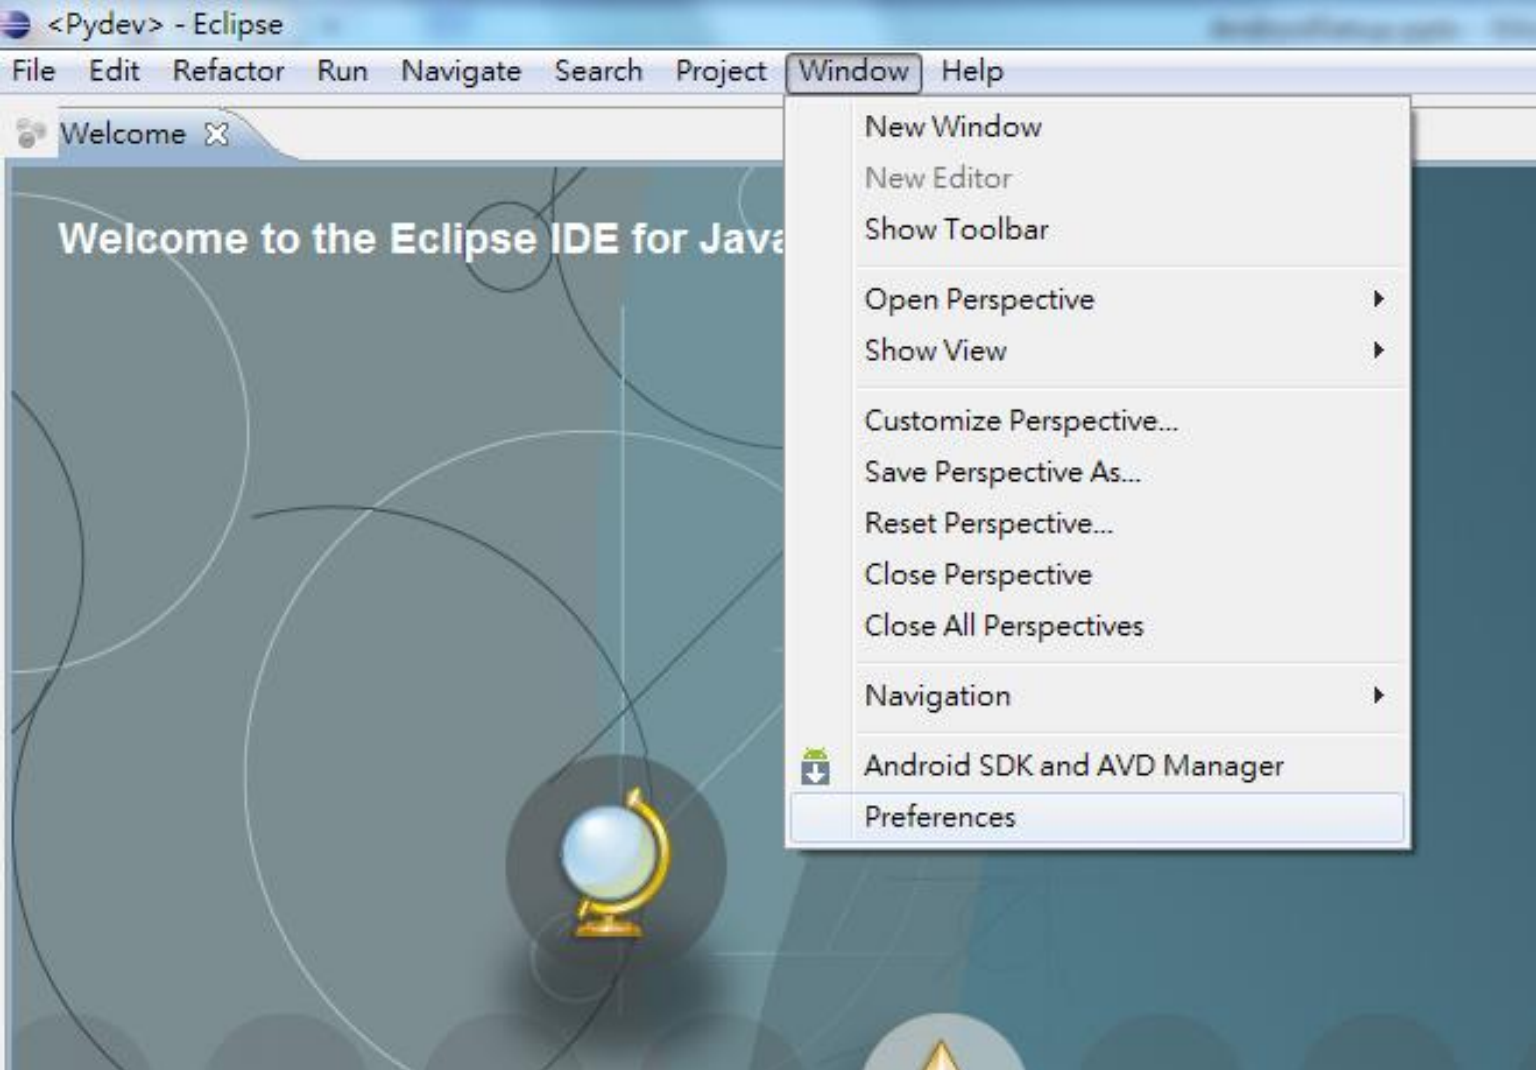 <Pydev> - Eclipse
File Edit Refactor Run Navigate Search Project Window Help
Welcome
Welcome to the Eclipse IDE for Java
New Window
New Editor
Show Toolbar
Open Perspective
Show View
Customize Perspective...
Save Perspective As...
Reset Perspective...
Close Perspective
Close All Perspectives
Navigation
Android SDK and AVD Manager
Preferences